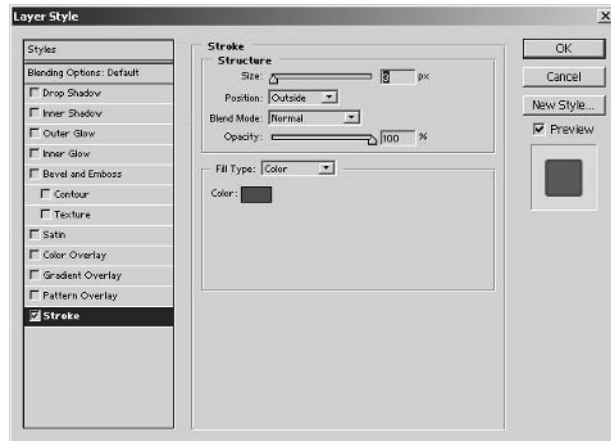 Layer Style
X
Styles
Blending Options: Default
Drop Shadow
Inner Shadow
Outer Glow
Inner Glow
Bevel and Emboss
Contour
Texture
Satin
Color Overlay
Gradient Overlay
Pattern Overlay
Stroke
Stroke
Structure
Size: 3 px
Position: Outside
Blend Mode: Normal
Opacity: 100 %
Fill Type: Color
Color:
OK
Cancel
New Style...
Preview